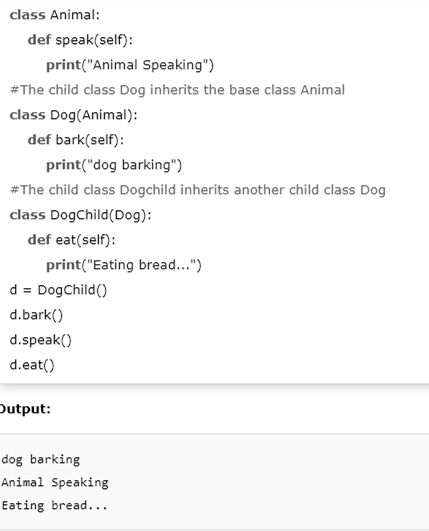 class Animal:
def speak(self):
print("Animal Speaking")
#The child class Dog inherits the base class Animal
class Dog(Animal):
def bark(self):
print("dog barking")
#The child class Dogchild inherits another child class Dog
class DogChild(Dog):
def eat(self):
print("Eating bread...")
d = DogChild()
d.bark()
d.speak()
d.eat()
Output:
dog barking
Animal Speaking
Eating bread...